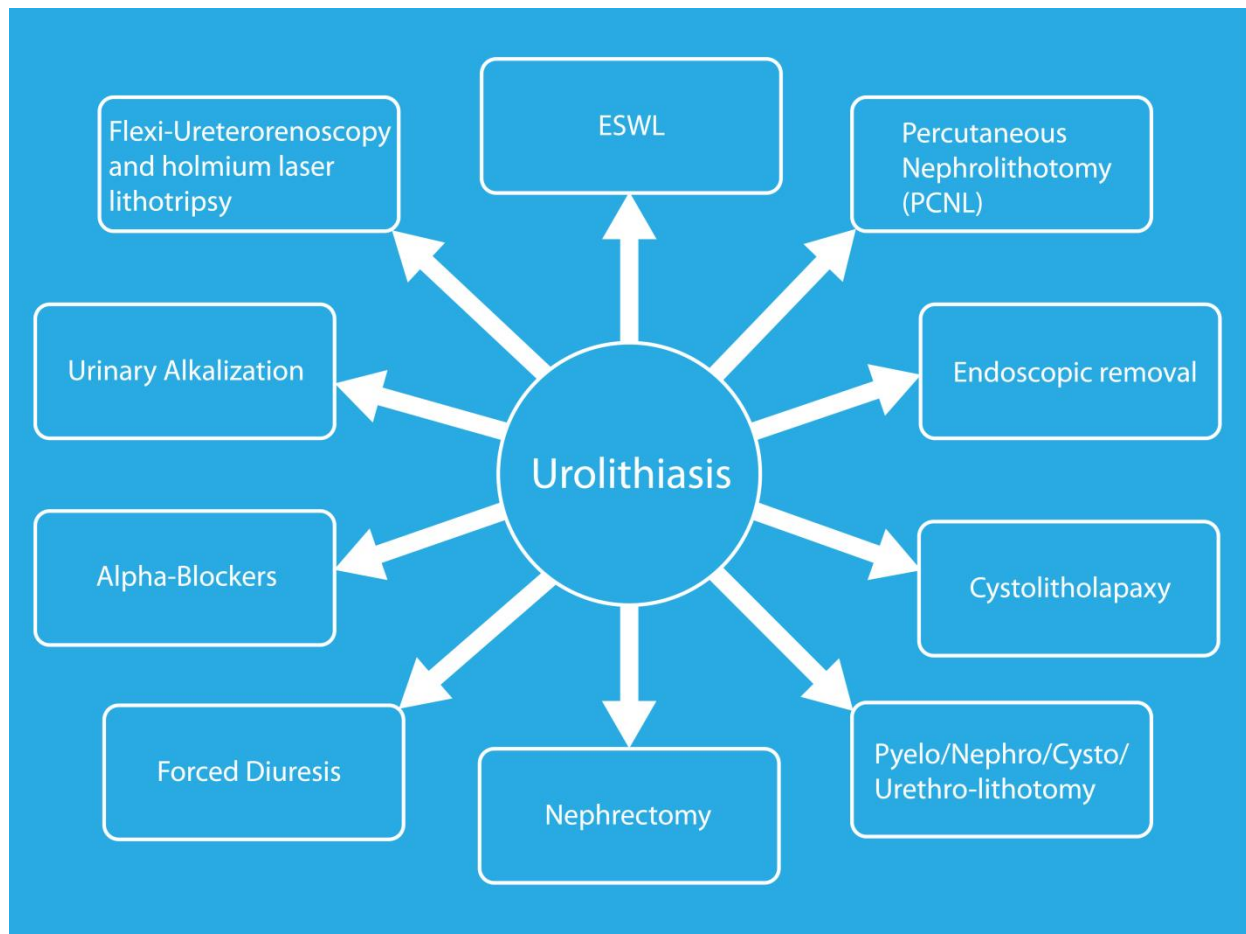 ESWL
Flexi-Ureterorenoscopy
and holmium laser
lithotripsy
Percutaneous
Nephrolithotomy
(PCNL)
Urinary Alkalization
Endoscopic removal
Urolithiasis
Alpha-Blockers
Cystolitholapaxy
Forced Diuresis
Pyelo/Nephro/Cysto/
Urethro-lithotomy
Nephrectomy